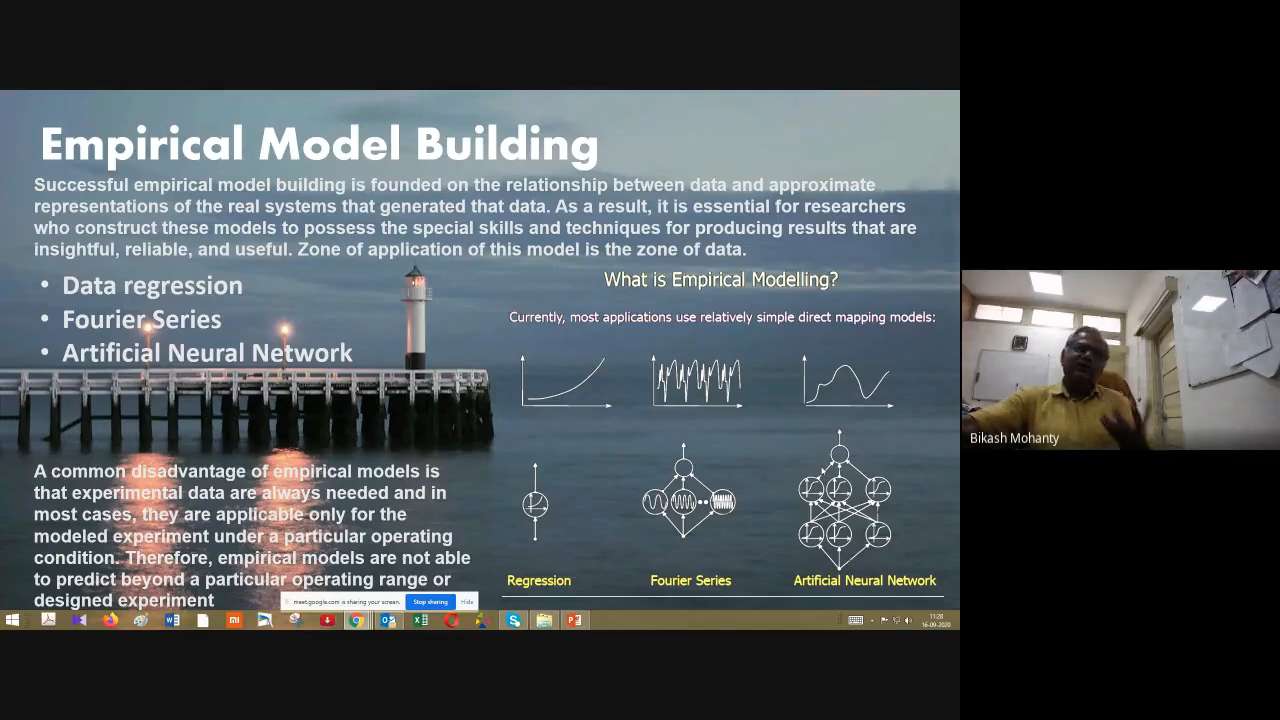 Empirical Model Building
Successful empirical model building is founded on the relationship between data and approximate
representations of the real systems that generated that data. As a result, it is essential for researchers
who construct these models to possess the special skills and techniques for producing results that are
insightful, reliable, and useful. Zone of application of this model is the zone of data.
• Data regression
• Fourier Series
• Artificial Neural Network
A common disadvantage of empirical models is
that experimental data are always needed and in
most cases, they are applicable only for the
modeled experiment under a particular operating
condition. Therefore, empirical models are not able
to predict beyond a particular operating range or
designed experiment
What is Empirical Modelling?
Currently, most applications use relatively simple direct mapping models:
Regression
Fourier Series
Artificial Neural Network
meet.google.com is sharing your screen.
Stop sharing
Hide
11:28
16-09-2020
Bikash Mohanty